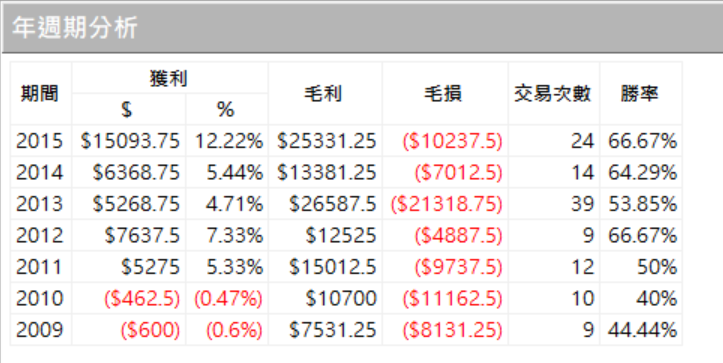 年週期分析
期間 獲利 毛利 毛損 交易次數 勝率
$ %
2015 $15093.75 12.22% $25331.25 ($10237.5) 24 66.67%
2014 $6368.75 5.44% $13381.25 ($7012.5) 14 64.29%
2013 $5268.75 4.71% $26587.5 ($21318.75) 39 53.85%
2012 $7637.5 7.33% $12525 ($4887.5) 9 66.67%
2011 $5275 5.33% $15012.5 ($9737.5) 12 50%
2010 ($462.5) (0.47%) $10700 ($11162.5) 10 40%
2009 ($600) (0.6%) $7531.25 ($8131.25) 9 44.44%